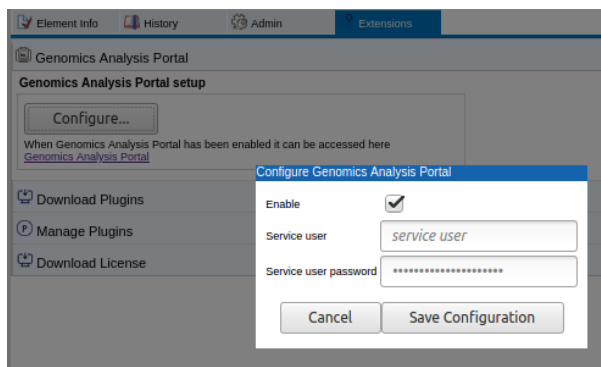 Element Info
History
Admin
Extensions
Genomics Analysis Portal
Genomics Analysis Portal setup
Configure...
When Genomics Analysis Portal has been enabled it can be accessed here
Genomics Analysis Portal
Configure Genomics Analysis Portal
Enable
Service user
service user
Service user password
•••••••••••••••••••••
Cancel
Save Configuration
Download Plugins
P Manage Plugins
Download License